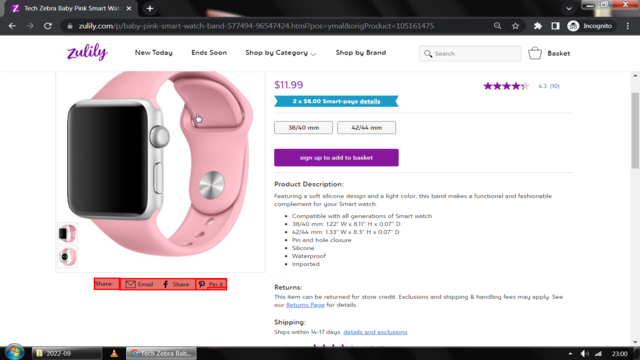 Tech Zebra Baby Pink Smart Wat
zulily.com/p/baby-pink-smart-watch-band-577494-96547424.html?pos=ymal&origProduct=105161475
Incognito
zulily
New Today
Ends Soon
Shop by Category
Shop by Brand
Search
Basket
$11.99
4.3 (10)
2 x $6.00 Smart-pays details
38/40 mm
42/44 mm
sign up to add to basket
Product Description:
Featuring a soft silicone design and a light color, this band makes a functional and fashionable
complement for your Smart watch.
• Compatible with all generations of Smart watch
• 38/40 mm: 1.22" W x 8.11" H x 0.07" D
• 42/44 mm: 1.33" W x 8.3" H x 0.07" D
• Pin and hole closure
• Silicone
• Waterproof
• Imported
Share:
Email
Share
Pin it
Returns:
This item can be returned for store credit. Exclusions and shipping & handling fees may apply. See
our Returns Page for details.
Shipping:
Ships within 14-17 days. details and exclusions
2022-09
Tech Zebra Bab...
23:00